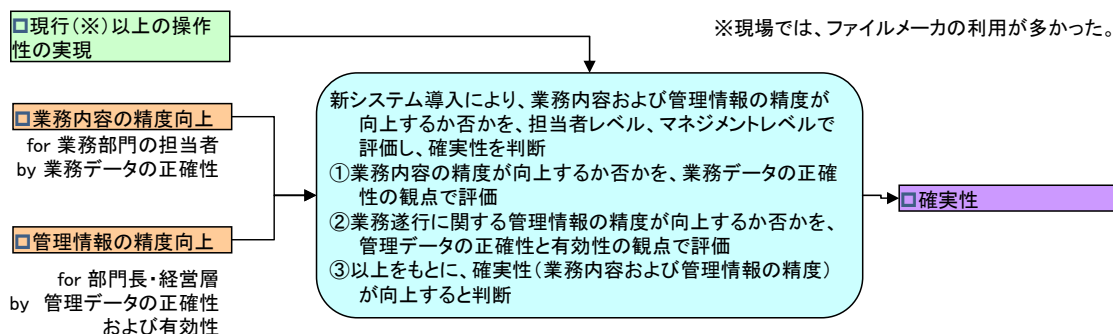 □現行(※)以上の操作
性の実現
※現場では、ファイルメーカの利用が多かった。
□業務内容の精度向上
for 業務部門の担当者
by 業務データの正確性
□管理情報の精度向上
for 部門長・経営層
by 管理データの正確性
および有効性
新システム導入により、業務内容および管理情報の精度が
向上するか否かを、担当者レベル、マネジメントレベルで
評価し、確実性を判断
①業務内容の精度が向上するか否かを、業務データの正確
性の観点で評価
②業務遂行に関する管理情報の精度が向上するか否かを、
管理データの正確性と有効性の観点で評価
③以上をもとに、確実性(業務内容および管理情報の精度)
が向上すると判断
□確実性